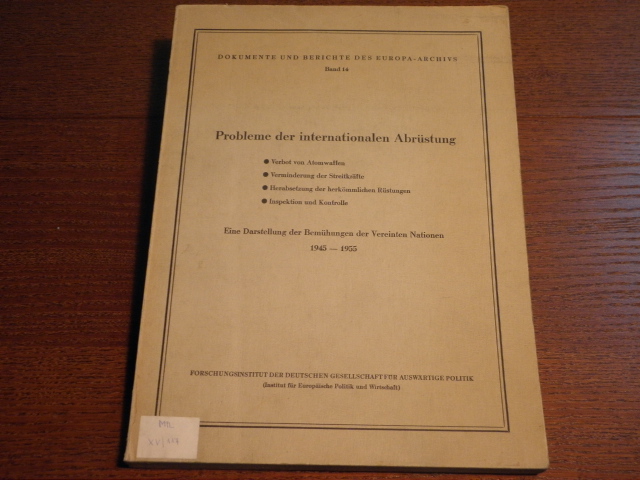 DOKUMENTE UND BERICHTE DES EUROPA-ARCHIVS
Band 14
Probleme der internationalen Abrüstung
● Verbot von Atomwaffen
● Verminderung der Streitkräfte
● Herabsetzung der herkömmlichen Rüstungen
● Inspektion und Kontrolle
Eine Darstellung der Bemühungen der Vereinten Nationen
1945 — 1955
FORSCHUNGSINSTITUT DER DEUTSCHEN GESELLSCHAFT FÜR AUSWÄRTIGE POLITIK
(Institut für Europäische Politik und Wirtschaft)